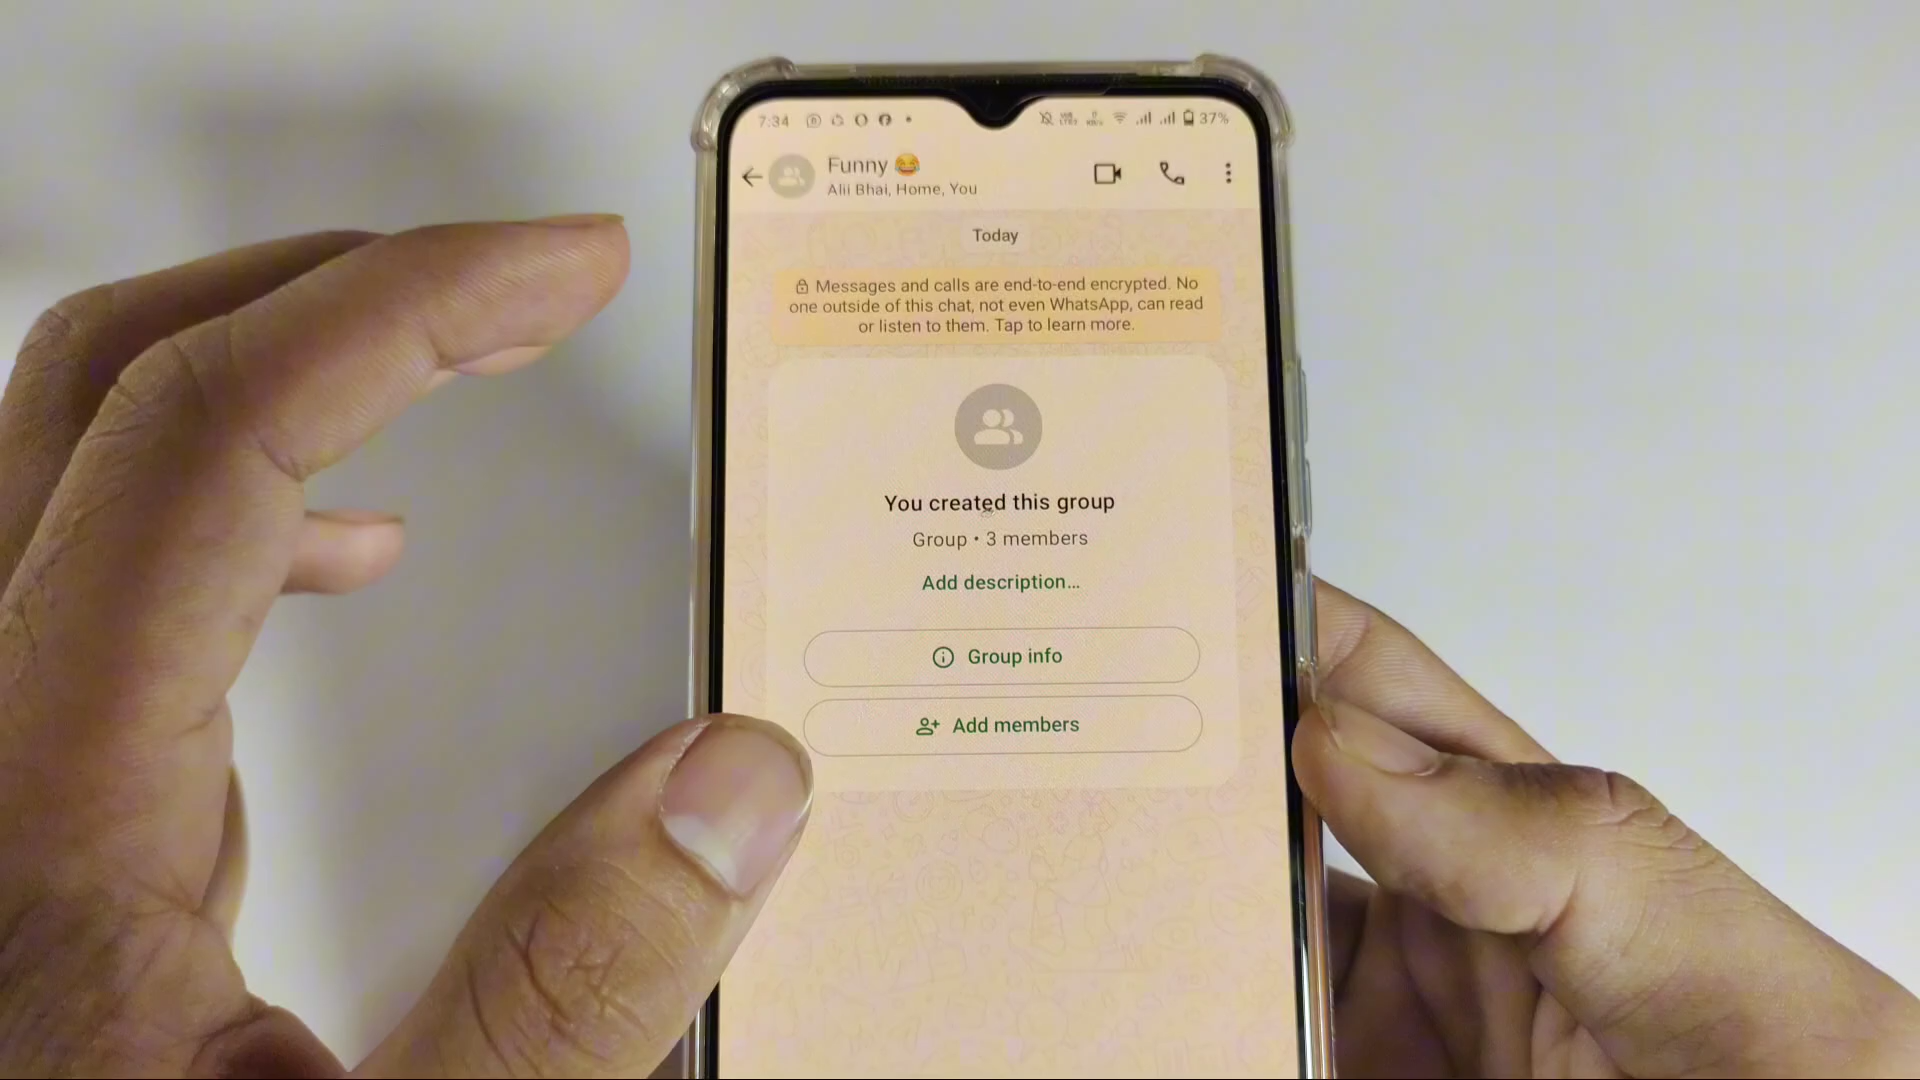 7:34
37%
Funny 😂
Alii Bhai, Home, You
Today
Messages and calls are end-to-end encrypted. No
one outside of this chat, not even WhatsApp, can read
or listen to them. Tap to learn more.
You created this group
Group • 3 members
Add description...
Group info
Add members